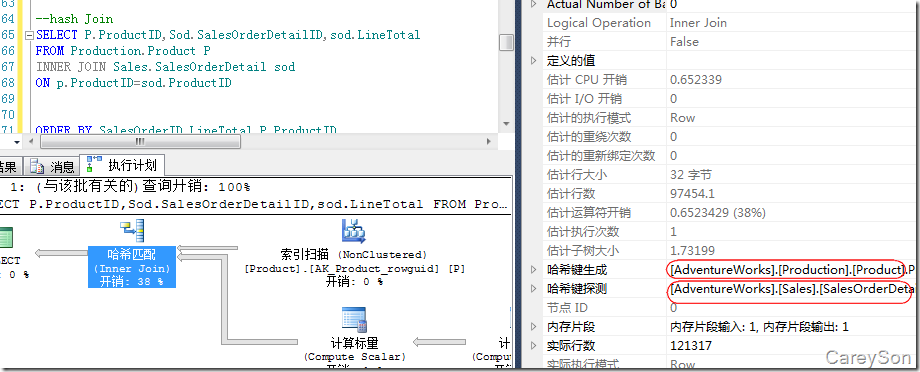 63
64 --hash Join
65 SELECT P.ProductID,Sod.SalesOrderDetailID,sod.LineTotal
66 FROM Production.Product P
67 INNER JOIN Sales.SalesOrderDetail sod
68 ON p.ProductID=sod.ProductID
69
70
71 ORDER BY SalesOrderID,LineTotal,P.ProductID
结果 消息 执行计划
1: (与该批有关的)查询开销: 100%
ECT P.ProductID,Sod.SalesOrderDetailID,sod.LineTotal FROM Pro...
LECT
: 0 %
哈希匹配
(Inner Join)
开销: 38 %
索引扫描 (NonClustered)
[Product].[AK_Product_rowguid] [P]
开销: 0 %
计算标量
(Compute Scalar)
开销: 0 %
计
(Compu
Actual Number of Ba 0
Logical Operation Inner Join
并行 False
定义的值
估计 CPU 开销 0.652339
估计 I/O 开销 0
估计的执行模式 Row
估计的重绕次数 0
估计的重新绑定次数 0
估计行大小 32 字节
估计行数 97454.1
估计运算符开销 0.6523429 (38%)
估计执行次数 1
估计子树大小 1.73199
哈希键生成 [AdventureWorks].[Production].[Product].P
哈希键探测 [AdventureWorks].[Sales].[SalesOrderDeta
节点 ID 0
内存片段 内存片段输入: 1, 内存片段输出: 1
实际行数 121317
实际执行模式 Row
CareySon